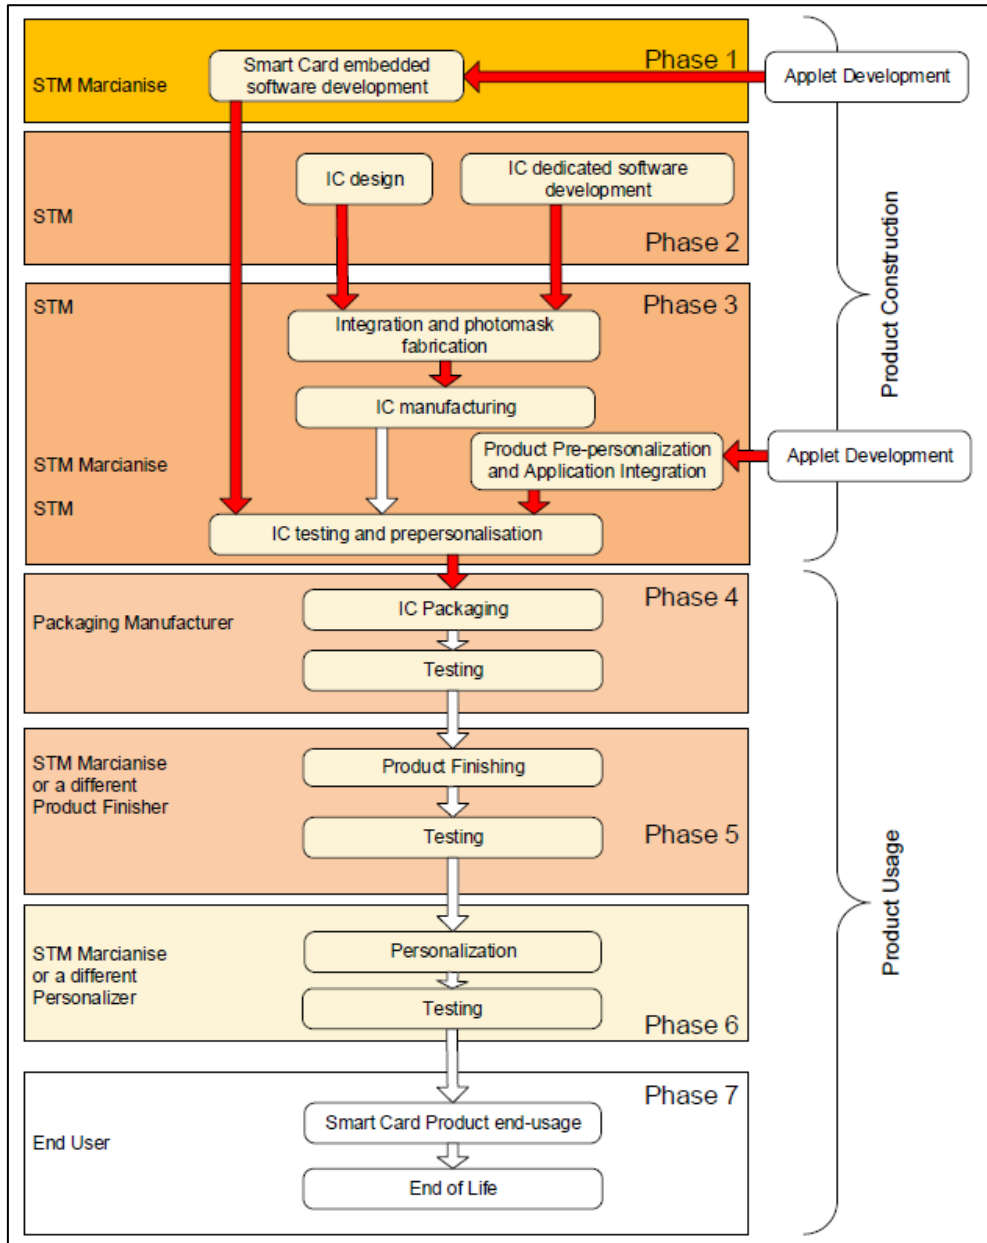 Phase 1
STM Marcianise
Smart Card embedded
software development
Applet Development
STM
IC design
IC dedicated software
development
Phase 2
STM
Phase 3
Integration and photomask
fabrication
IC manufacturing
STM Marcianise
Product Pre-personalization
and Application Integration
Applet Development
STM
IC testing and prepersonalisation
Product Construction
Phase 4
Packaging Manufacturer
IC Packaging
Testing
STM Marcianise
or a different
Product Finisher
Product Finishing
Testing
Phase 5
STM Marcianise
or a different
Personalizer
Personalization
Testing
Phase 6
Phase 7
End User
Smart Card Product end-usage
End of Life
Product Usage